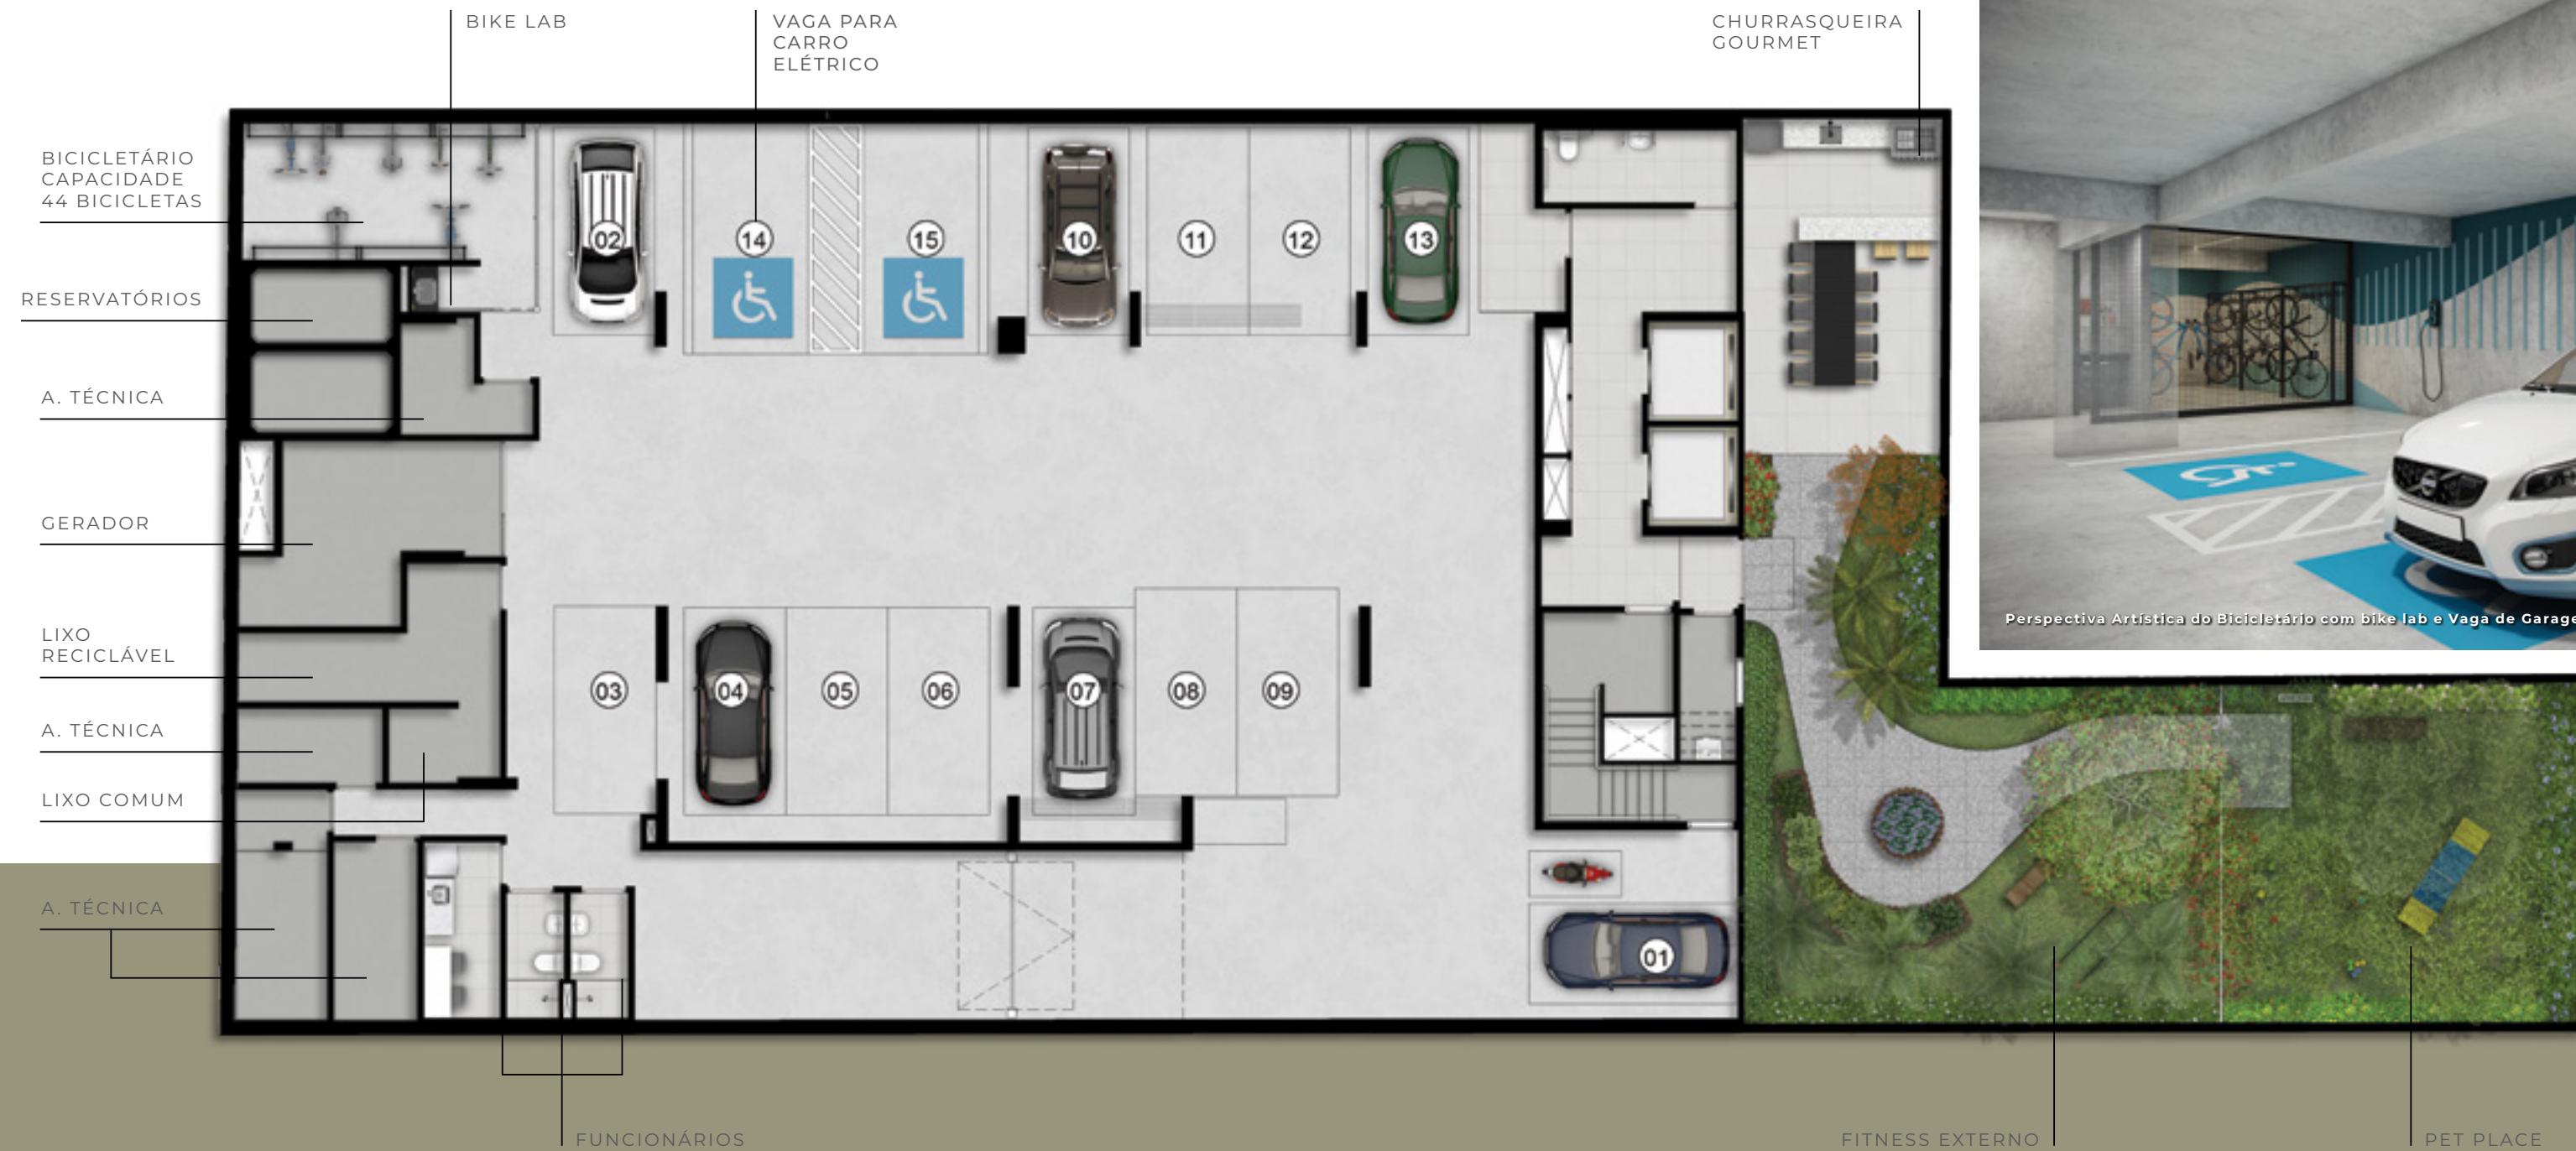 BIKE LAB
VAGA PARA
CARRO
ELÉTRICO
CHURRASQUEIRA
GOURMET
BICICLETÁRIO
CAPACIDADE
44 BICICLETAS
RESERVATÓRIOS
A. TÉCNICA
GERADOR
LIXO
RECICLÁVEL
A. TÉCNICA
LIXO COMUM
A. TÉCNICA
02
14
15
10
11
12
13
03
04
05
06
07
08
09
01
Perspectiva Artística do Bicicletário com bike lab e Vaga de Garage
FUNCIONÁRIOS
FITNESS EXTERNO
PET PLACE